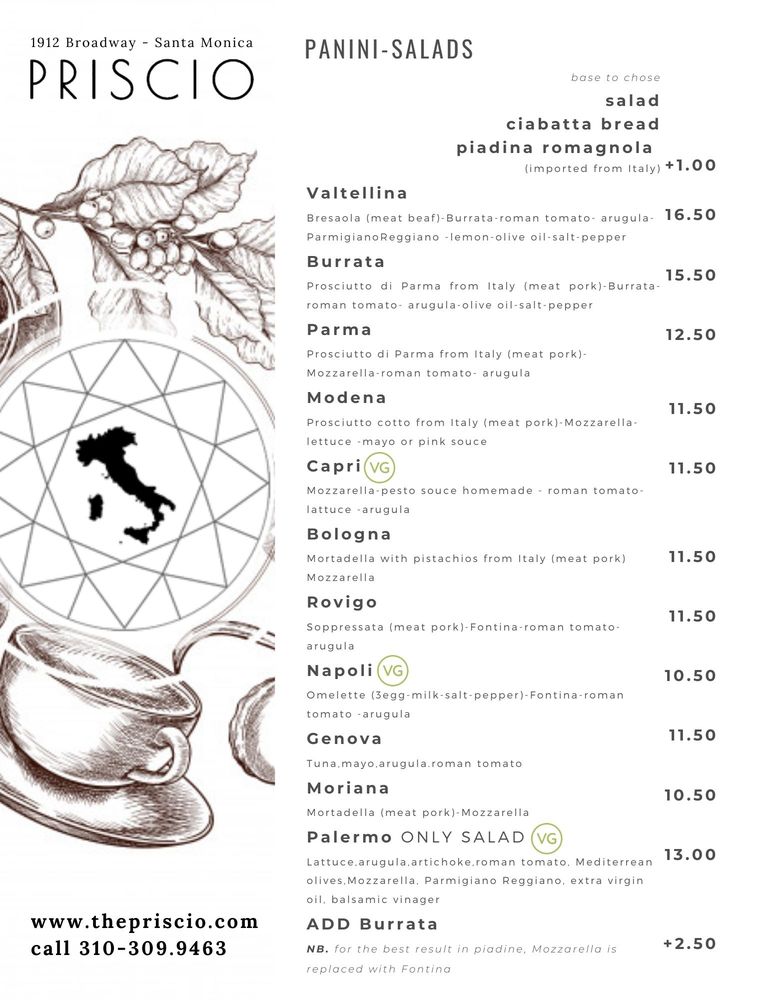 1912 Broadway - Santa Monica
PRISCIO
www.thepriscio.com
call 310-309.9463
PANINI-SALADS
base to chose
salad
ciabatta bread
piadina romagnola
(imported from Italy) +1.00
Valtellina
Bresaola (meat beaf)-Burrata-roman tomato- arugula- 16.50
ParmigianoReggiano -lemon-olive oil-salt-pepper
Burrata
15.50
Prosciutto di Parma from Italy (meat pork)-Burrata-
roman tomato- arugula-olive oil-salt-pepper
Parma 12.50
Prosciutto di Parma from Italy (meat pork)-
Mozzarella-roman tomato- arugula
Modena
11.50
Prosciutto cotto from Italy (meat pork)-Mozzarella-
lettuce -mayo or pink souce
Capri VG 11.50
Mozzarella-pesto souce homemade - roman tomato-
lattuce -arugula
Bologna
Mortadella with pistachios from Italy (meat pork) 11.50
Mozzarella
Rovigo
11.50
Soppressata (meat pork)-Fontina-roman tomato-
arugula
Napoli VG 10.50
Omelette (3egg-milk-salt-pepper)-Fontina-roman
tomato -arugula
Genova 11.50
Tuna,mayo,arugula.roman tomato
Moriana 10.50
Mortadella (meat pork)-Mozzarella
Palermo ONLY SALAD VG
Lattuce,arugula,artichoke,roman tomato, Mediterrean 13.00
olives,Mozzarella, Parmigiano Reggiano, extra virgin
oil, balsamic vinager
ADD Burrata
+2.50
NB. for the best result in piadine, Mozzarella is
replaced with Fontina